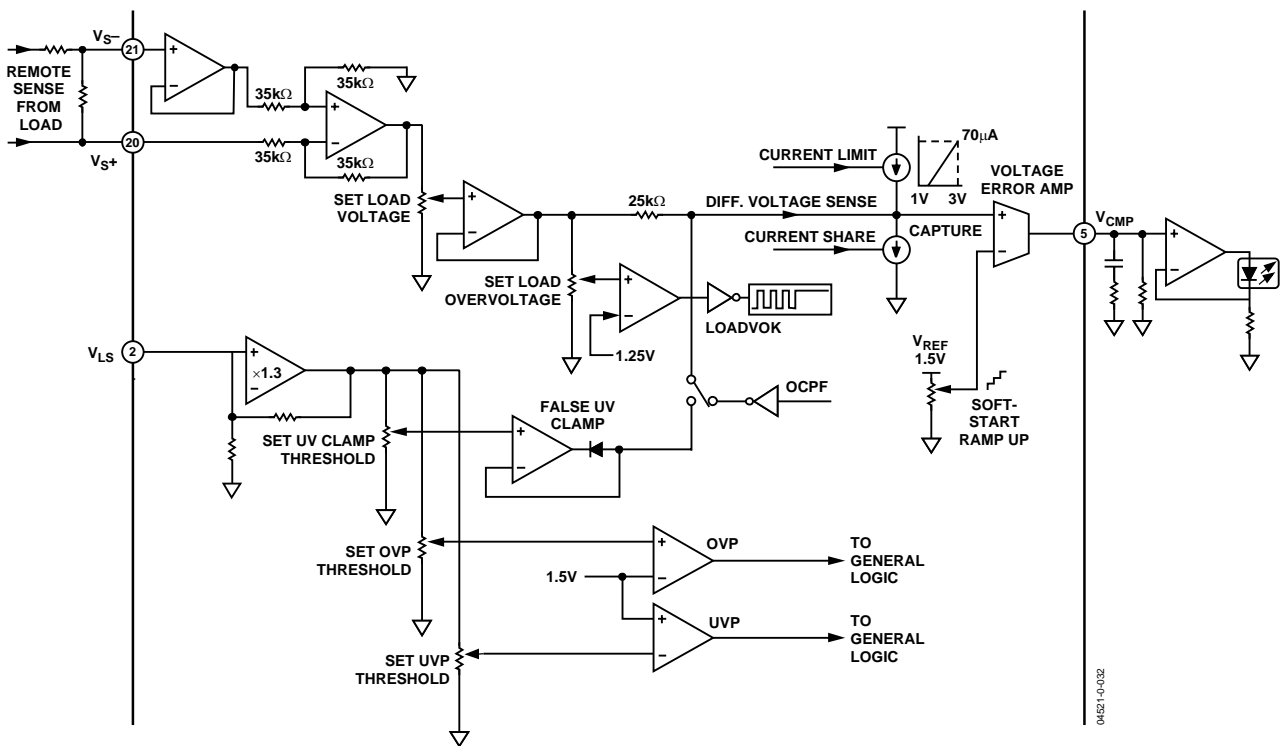 VS–
21
REMOTE
SENSE
FROM
LOAD
20
VS+
+
–
35kΩ
35kΩ
35kΩ
35kΩ
+
–
SET LOAD
VOLTAGE
+
–
25kΩ
DIFF. VOLTAGE SENSE
CURRENT LIMIT
70μA
1V
3V
CURRENT SHARE
CAPTURE
VOLTAGE
ERROR AMP
+
–
5
VCMP
+
–
SET LOAD
OVERVOLTAGE
+
–
1.25V
LOADVOK
VREF
1.5V
SOFT-
START
RAMP UP
VLS
2
+
×1.3
–
OCPF
FALSE UV
CLAMP
+
–
SET UV CLAMP
THRESHOLD
SET OVP
THRESHOLD
1.5V
+
–
OVP
TO
GENERAL
LOGIC
+
–
UVP
TO
GENERAL
LOGIC
SET UVP
THRESHOLD
04521-0-032